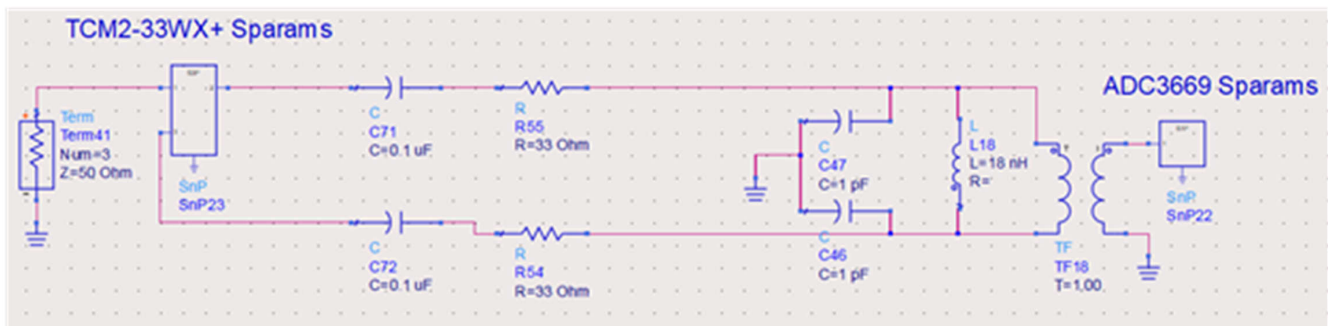 TCM2-33WX+ Sparams
ADC3669 Sparams
Term
Term41
Num=3
Z=50 Ohm
SnP
SnP23
C
C71
C=0.1 uF
R
R55
R=33 Ohm
C
C47
C=1 pF
L
L18
L=18 nH
R=
SnP
SnP22
C
C72
C=0.1 uF
R
R54
R=33 Ohm
C
C46
C=1 pF
TF
TF18
T=1.00